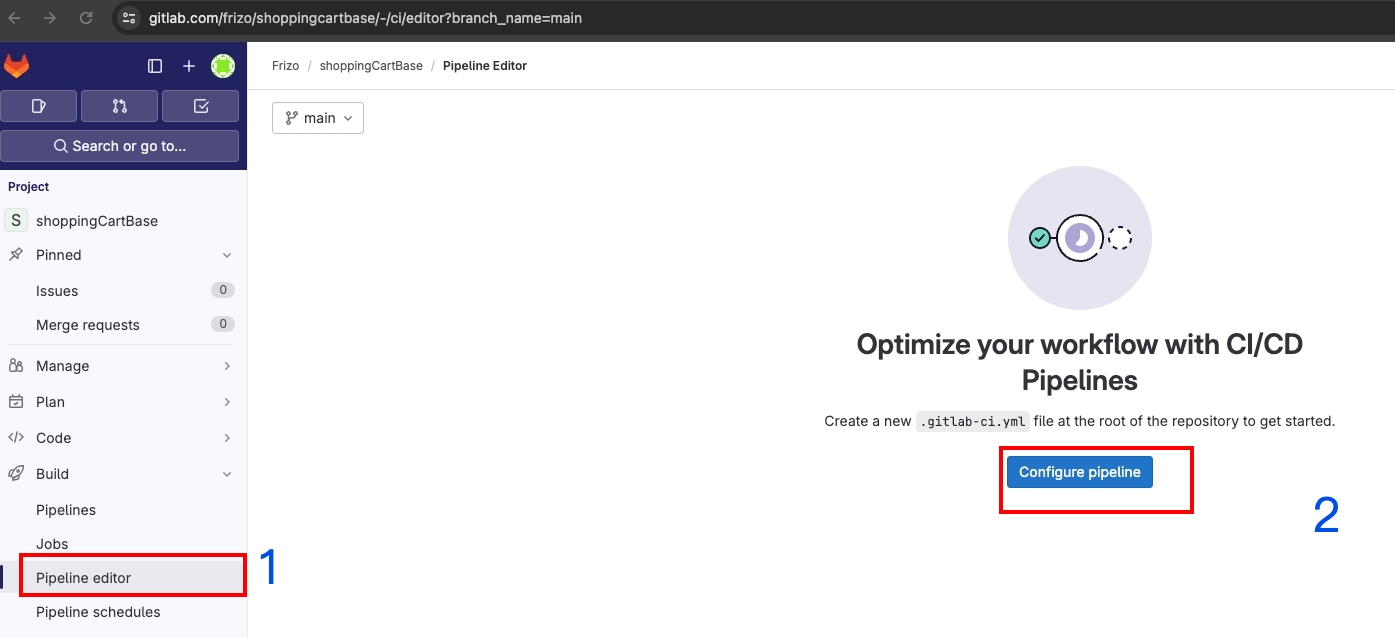 gitlab.com/frizo/shoppingcartbase/-/ci/editor?branch_name=main
Frizo / shoppingCartBase / Pipeline Editor
main
Search or go to...
Project
S shoppingCartBase
Pinned
Issues 0
Merge requests 0
Manage
Plan
Code
Build
Pipelines
Jobs
Pipeline editor
1
Pipeline schedules
Optimize your workflow with CI/CD
Pipelines
Create a new .gitlab-ci.yml file at the root of the repository to get started.
Configure pipeline
2